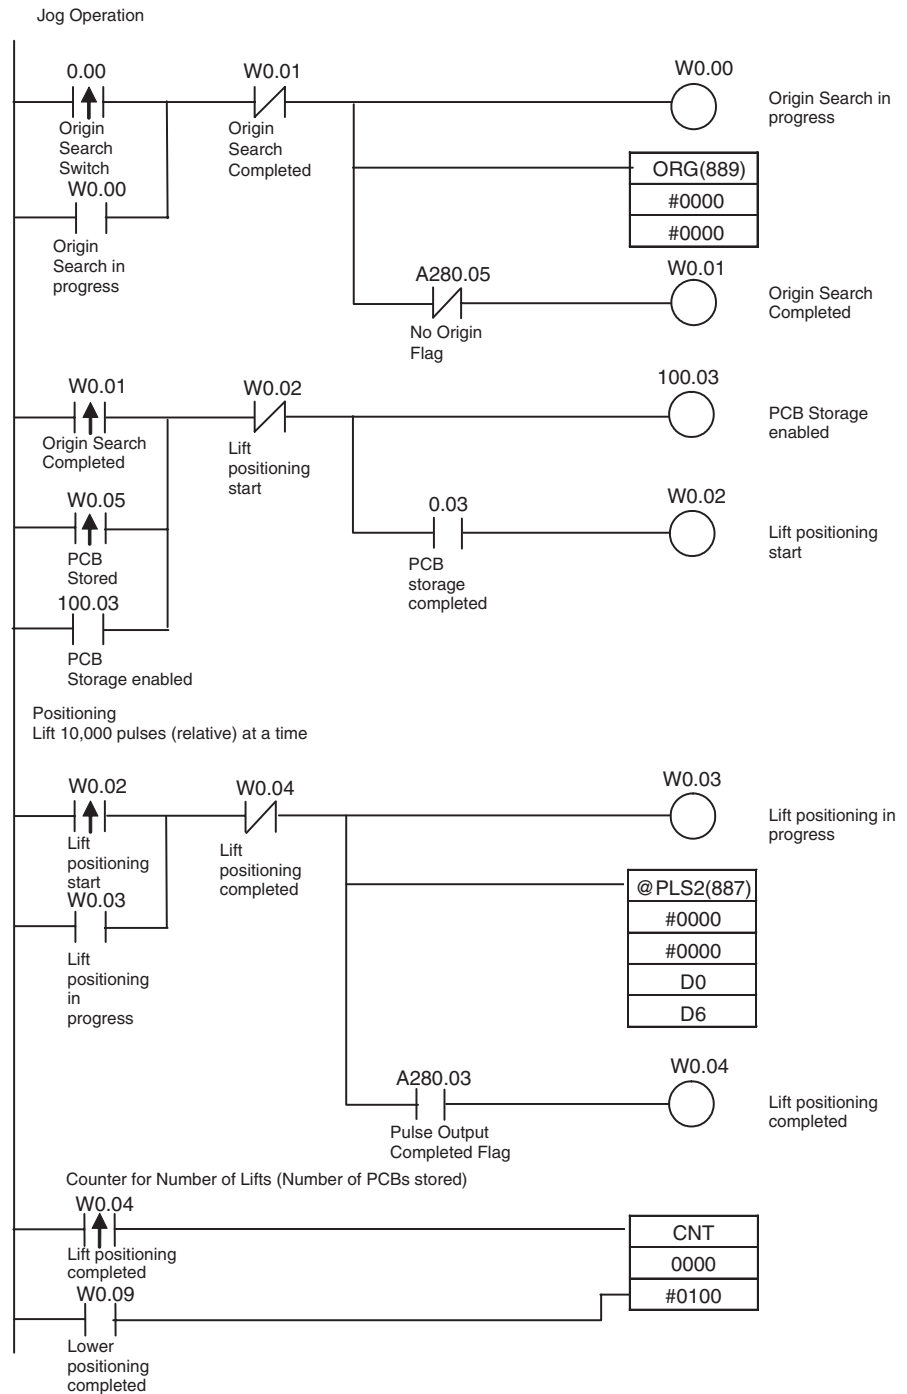 Jog Operation
0.00
W0.01
W0.00
Origin Search in
progress
Origin
Search
Switch
Origin
Search
Completed
ORG(889)
#0000
#0000
W0.00
Origin
Search in
progress
A280.05
No Origin
Flag
W0.01
Origin Search
Completed
W0.01
Origin Search
Completed
W0.02
Lift
positioning
start
100.03
PCB Storage
enabled
W0.05
PCB
Stored
0.03
PCB
storage
completed
W0.02
Lift positioning
start
100.03
PCB
Storage enabled
Positioning
Lift 10,000 pulses (relative) at a time
W0.02
Lift
positioning
start
W0.04
Lift
positioning
completed
W0.03
Lift positioning in
progress
W0.03
Lift
positioning
in
progress
@PLS2(887)
#0000
#0000
D0
D6
A280.03
Pulse Output
Completed Flag
W0.04
Lift positioning
completed
Counter for Number of Lifts (Number of PCBs stored)
W0.04
Lift positioning
completed
CNT
0000
#0100
W0.09
Lower
positioning
completed